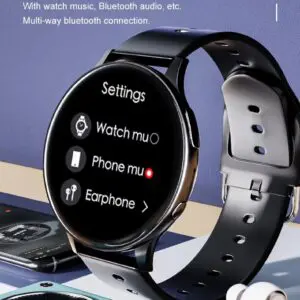 With watch music, Bluetooth audio, etc.
Multi-way bluetooth connection.
Settings
Watch mu
Phone mu
Earphone